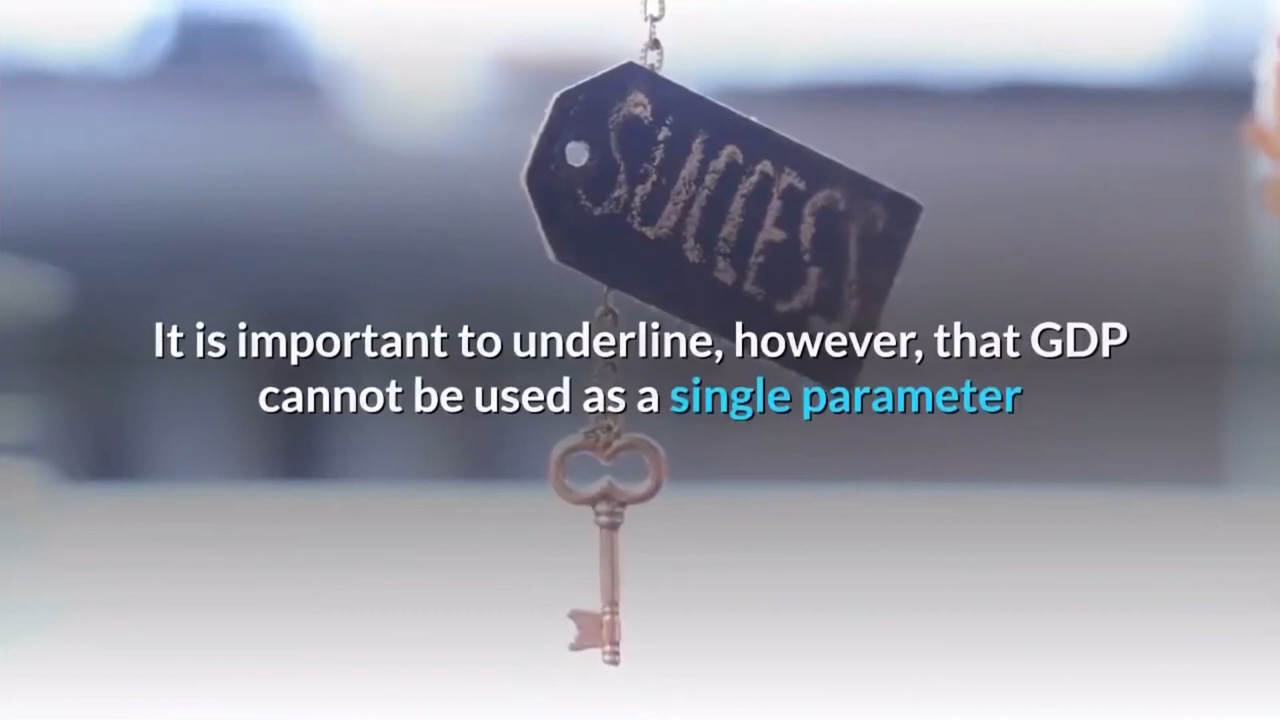 SUCCESS
It is important to underline, however, that GDP
cannot be used as a single parameter